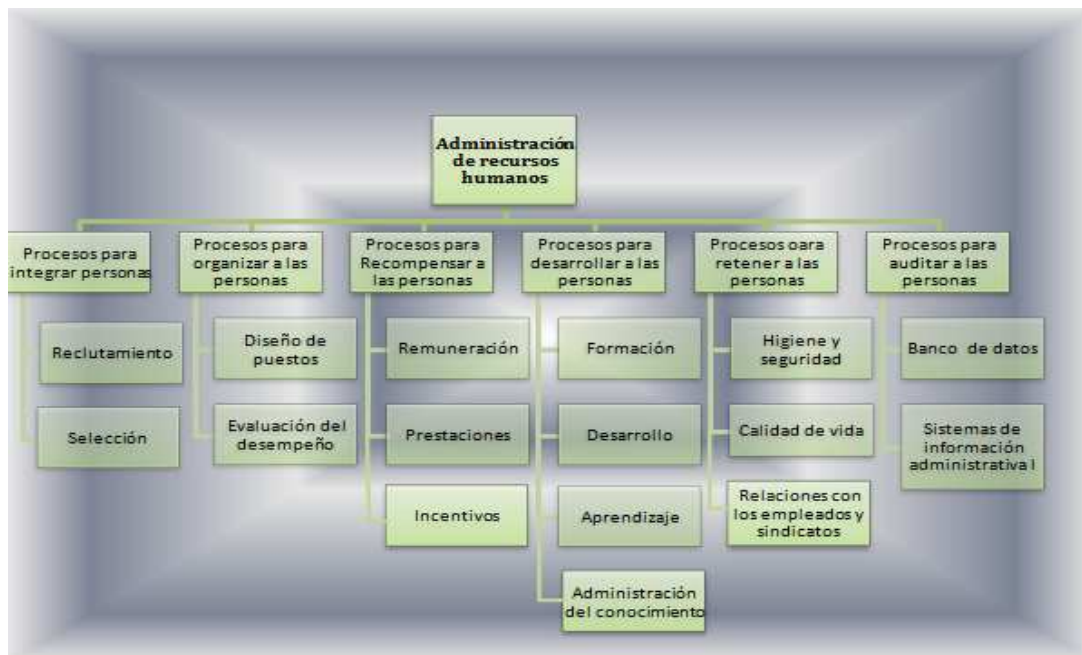 Administración
de recursos
humanos
Procesos para
integrar personas
Reclutamiento
Selección
Procesos para
organizar a las
personas
Diseño de
puestos
Evaluación del
desempeño
Procesos para
Recompensar a
las personas
Remuneración
Prestaciones
Incentivos
Procesos para
desarrollar a las
personas
Formación
Desarrollo
Aprendizaje
Administración
del conocimiento
Procesos oara
retener a las
personas
Higiene y
seguridad
Calidad de vida
Relaciones con
los empleados y
sindicatos
Procesos para
auditar a las
personas
Banco de datos
Sistemas de
información
administrativa l